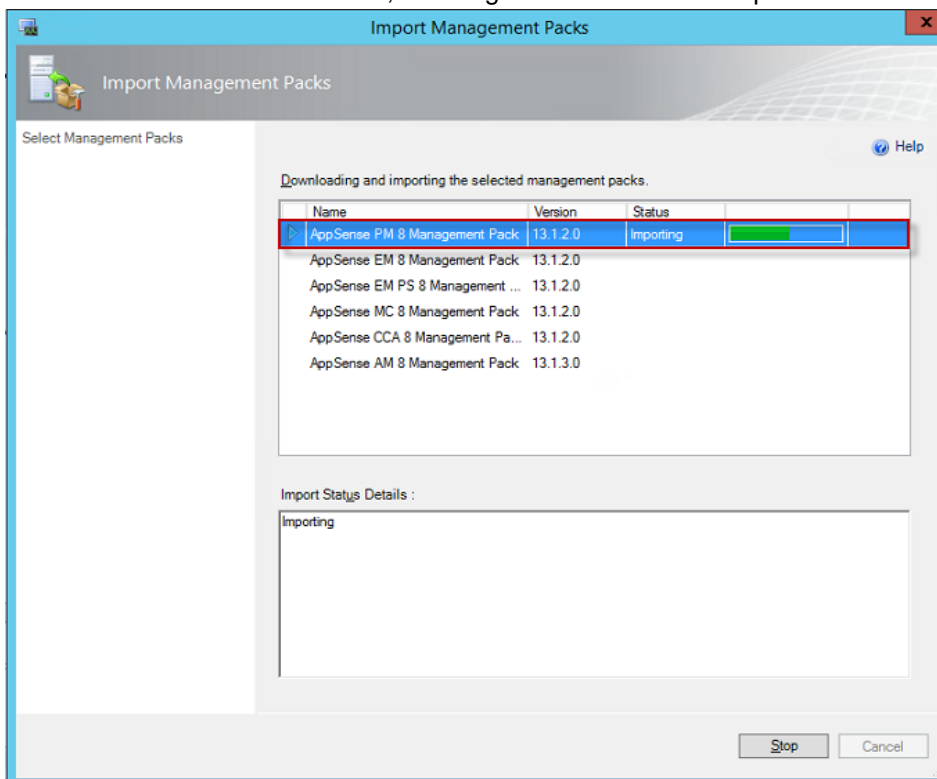 Import Management Packs
Import Management Packs
Select Management Packs
Help
Downloading and importing the selected management packs.
Name Version Status
AppSense PM 8 Management Pack 13.1.2.0 Importing
AppSense EM 8 Management Pack 13.1.2.0
AppSense EM PS 8 Management ... 13.1.2.0
AppSense MC 8 Management Pack 13.1.2.0
AppSense CCA 8 Management Pa... 13.1.2.0
AppSense AM 8 Management Pack 13.1.3.0
Import Status Details :
Importing
Stop Cancel